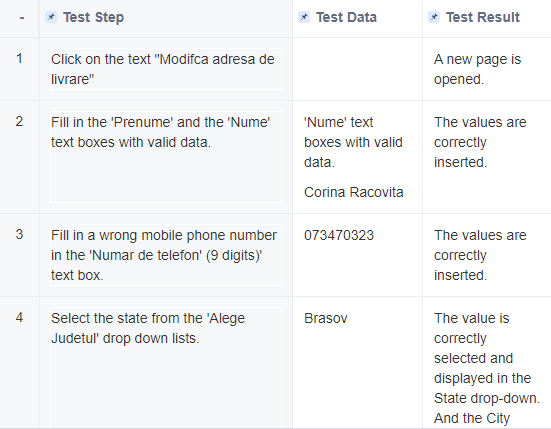 - Test Step Test Data Test Result
1 Click on the text "Modifca adresa de
livrare"
A new page is
opened.
2 Fill in the 'Prenume' and the 'Nume'
text boxes with valid data.
'Nume' text
boxes with valid
data.
Corina Racovita
The values are
correctly
inserted.
3 Fill in a wrong mobile phone number
in the 'Numar de telefon' (9 digits)'
text box.
073470323
The values are
correctly
inserted.
4 Select the state from the 'Alege
Judetul' drop down lists.
Brasov
The value is
correctly
selected and
displayed in the
State drop-down.
And the City